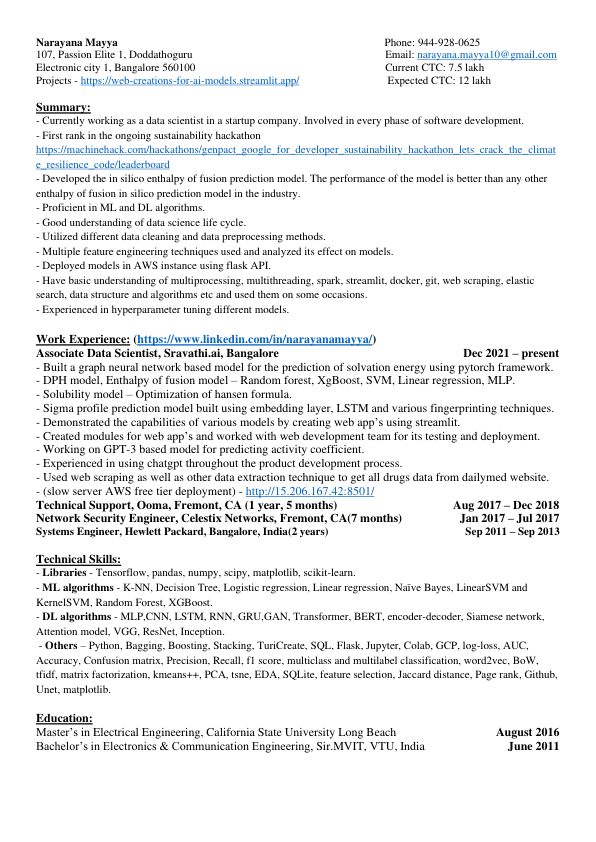 Narayana Mayya Phone: 944-928-0625
107, Passion Elite 1, Doddathoguru Email: narayana.mayya10@gmail.com
Electronic city 1, Bangalore 560100 Current CTC: 7.5 lakh
Projects - https://web-creations-for-ai-models.streamlit.app/ Expected CTC: 12 lakh
Summary:
- Currently working as a data scientist in a startup company. Involved in every phase of software development.
- First rank in the ongoing sustainability hackathon
https://machinehack.com/hackathons/genpact_google_for_developer_sustainability_hackathon_lets_crack_the_climat
e_resilience_code/leaderboard
- Developed the in silico enthalpy of fusion prediction model. The performance of the model is better than any other
enthalpy of fusion in silico prediction model in the industry.
- Proficient in ML and DL algorithms.
- Good understanding of data science life cycle.
- Utilized different data cleaning and data preprocessing methods.
- Multiple feature engineering techniques used and analyzed its effect on models.
- Deployed models in AWS instance using flask API.
- Have basic understanding of multiprocessing, multithreading, spark, streamlit, docker, git, web scraping, elastic
search, data structure and algorithms etc and used them on some occasions.
- Experienced in hyperparameter tuning different models.
Work Experience: (https://www.linkedin.com/in/narayanamayya/)
Associate Data Scientist, Sravathi.ai, Bangalore Dec 2021 – present
- Built a graph neural network based model for the prediction of solvation energy using pytorch framework.
- DPH model, Enthalpy of fusion model – Random forest, XgBoost, SVM, Linear regression, MLP.
- Solubility model – Optimization of hansen formula.
- Sigma profile prediction model built using embedding layer, LSTM and various fingerprinting techniques.
- Demonstrated the capabilities of various models by creating web app's using streamlit.
- Created modules for web app's and worked with web development team for its testing and deployment.
- Working on GPT-3 based model for predicting activity coefficient.
- Experienced in using chatgpt throughout the product development process.
- Used web scraping as well as other data extraction technique to get all drugs data from dailymed website.
- (slow server AWS free tier deployment) - http://15.206.167.42:8501/
Technical Support, Ooma, Fremont, CA (1 year, 5 months) Aug 2017 – Dec 2018
Network Security Engineer, Celestix Networks, Fremont, CA(7 months) Jan 2017 – Jul 2017
Systems Engineer, Hewlett Packard, Bangalore, India(2 years) Sep 2011 – Sep 2013
Technical Skills:
- Libraries - Tensorflow, pandas, numpy, scipy, matplotlib, scikit-learn.
- ML algorithms - K-NN, Decision Tree, Logistic regression, Linear regression, Naïve Bayes, LinearSVM and
KernelSVM, Random Forest, XGBoost.
- DL algorithms - MLP,CNN, LSTM, RNN, GRU,GAN, Transformer, BERT, encoder-decoder, Siamese network,
Attention model, VGG, ResNet, Inception.
- Others – Python, Bagging, Boosting, Stacking, TuriCreate, SQL, Flask, Jupyter, Colab, GCP, log-loss, AUC,
Accuracy, Confusion matrix, Precision, Recall, f1 score, multiclass and multilabel classification, word2vec, BoW,
tfidf, matrix factorization, kmeans++, PCA, tsne, EDA, SQLite, feature selection, Jaccard distance, Page rank, Github,
Unet, matplotlib.
Education:
Master's in Electrical Engineering, California State University Long Beach August 2016
Bachelor's in Electronics & Communication Engineering, Sir.MVIT, VTU, India June 2011